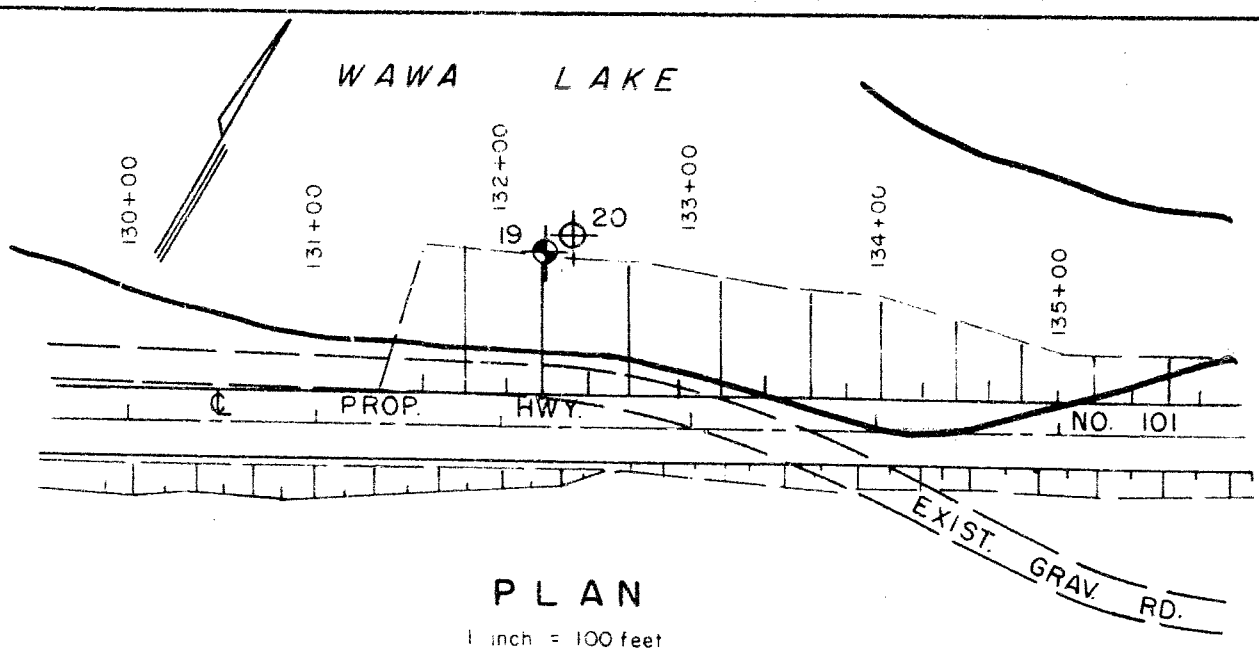 WAWA LAKE
130+00
131+00
132+00
133+00
134+00
135+00
19
20
℄ PROP. HWY. NO. 101
EXIST. GRAV. RD.
PLAN
1 inch = 100 feet